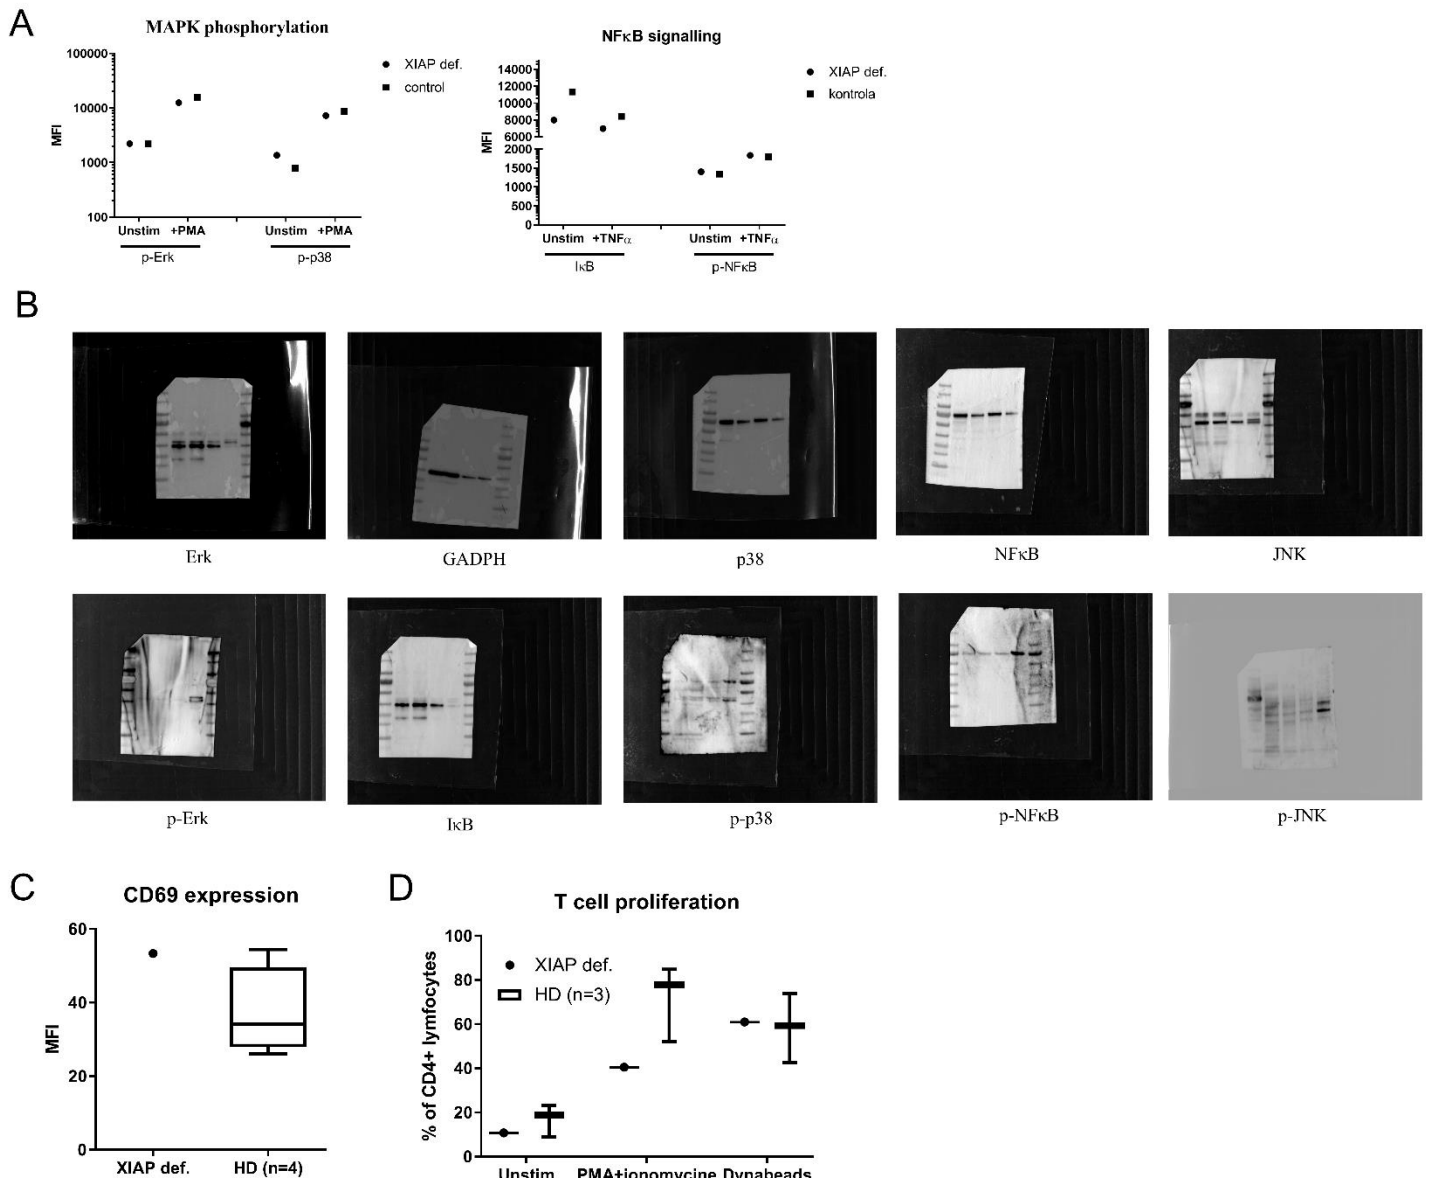 A
MAPK phosphorylation
100000
10000
1000
100
MFI
XIAP def.
control
Unstim +PMA Unstim +PMA
p-Erk p-p38
NFκB signalling
14000
12000
10000
8000
6000
2000
1500
1000
500
0
MFI
XIAP def.
kontrola
Unstim +TNFα Unstim +TNFα
IκB p-NFκB
B
Erk GADPH p38 NFκB JNK
p-Erk IκB p-p38 p-NFκB p-JNK
C
CD69 expression
60
40
20
0
MFI
XIAP def. HD (n=4)
D
T cell proliferation
100
80
60
40
20
0
% of CD4+ lymfocytes
XIAP def.
HD (n=3)
Unstim PMA+ionomycine Dynabeads